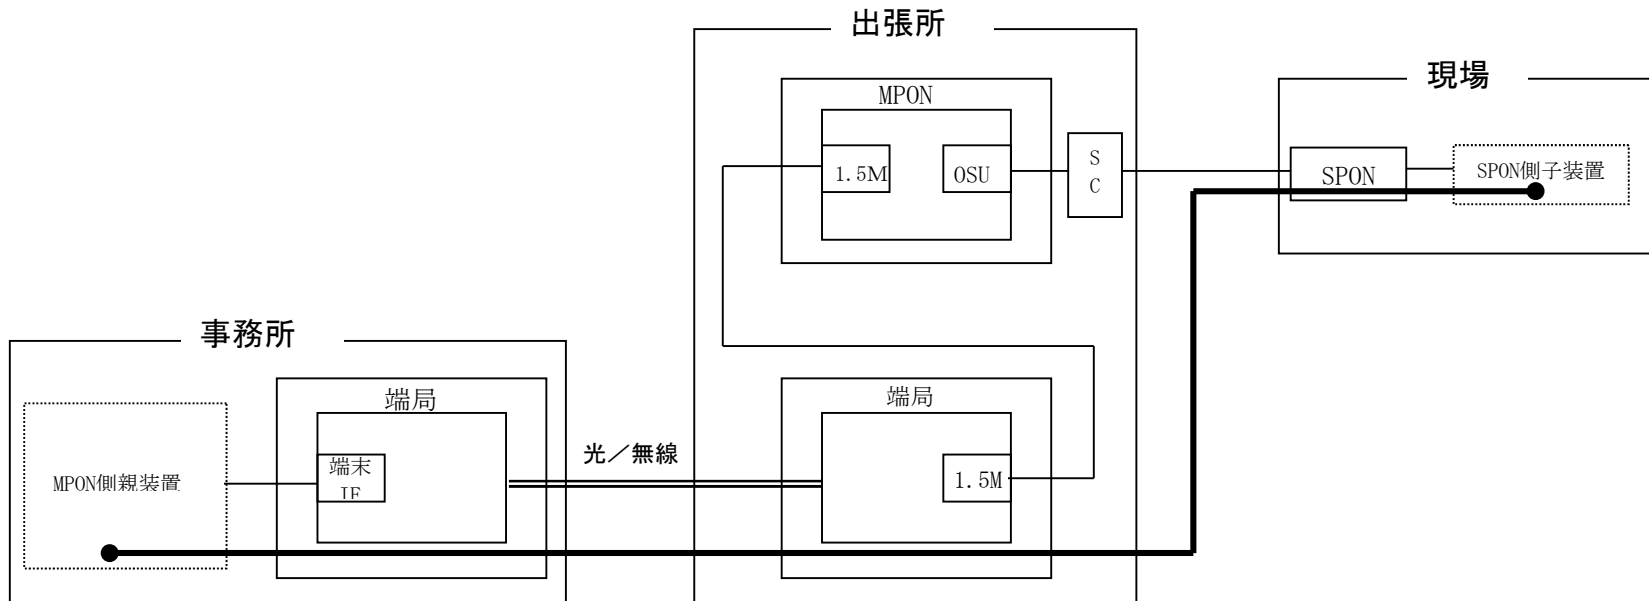 出張所
現場
MPON
1.5M
OSU
S
C
SPON
SPON側子装置
事務所
端局
端末
IF
MPON側親装置
光／無線
端局
1.5M